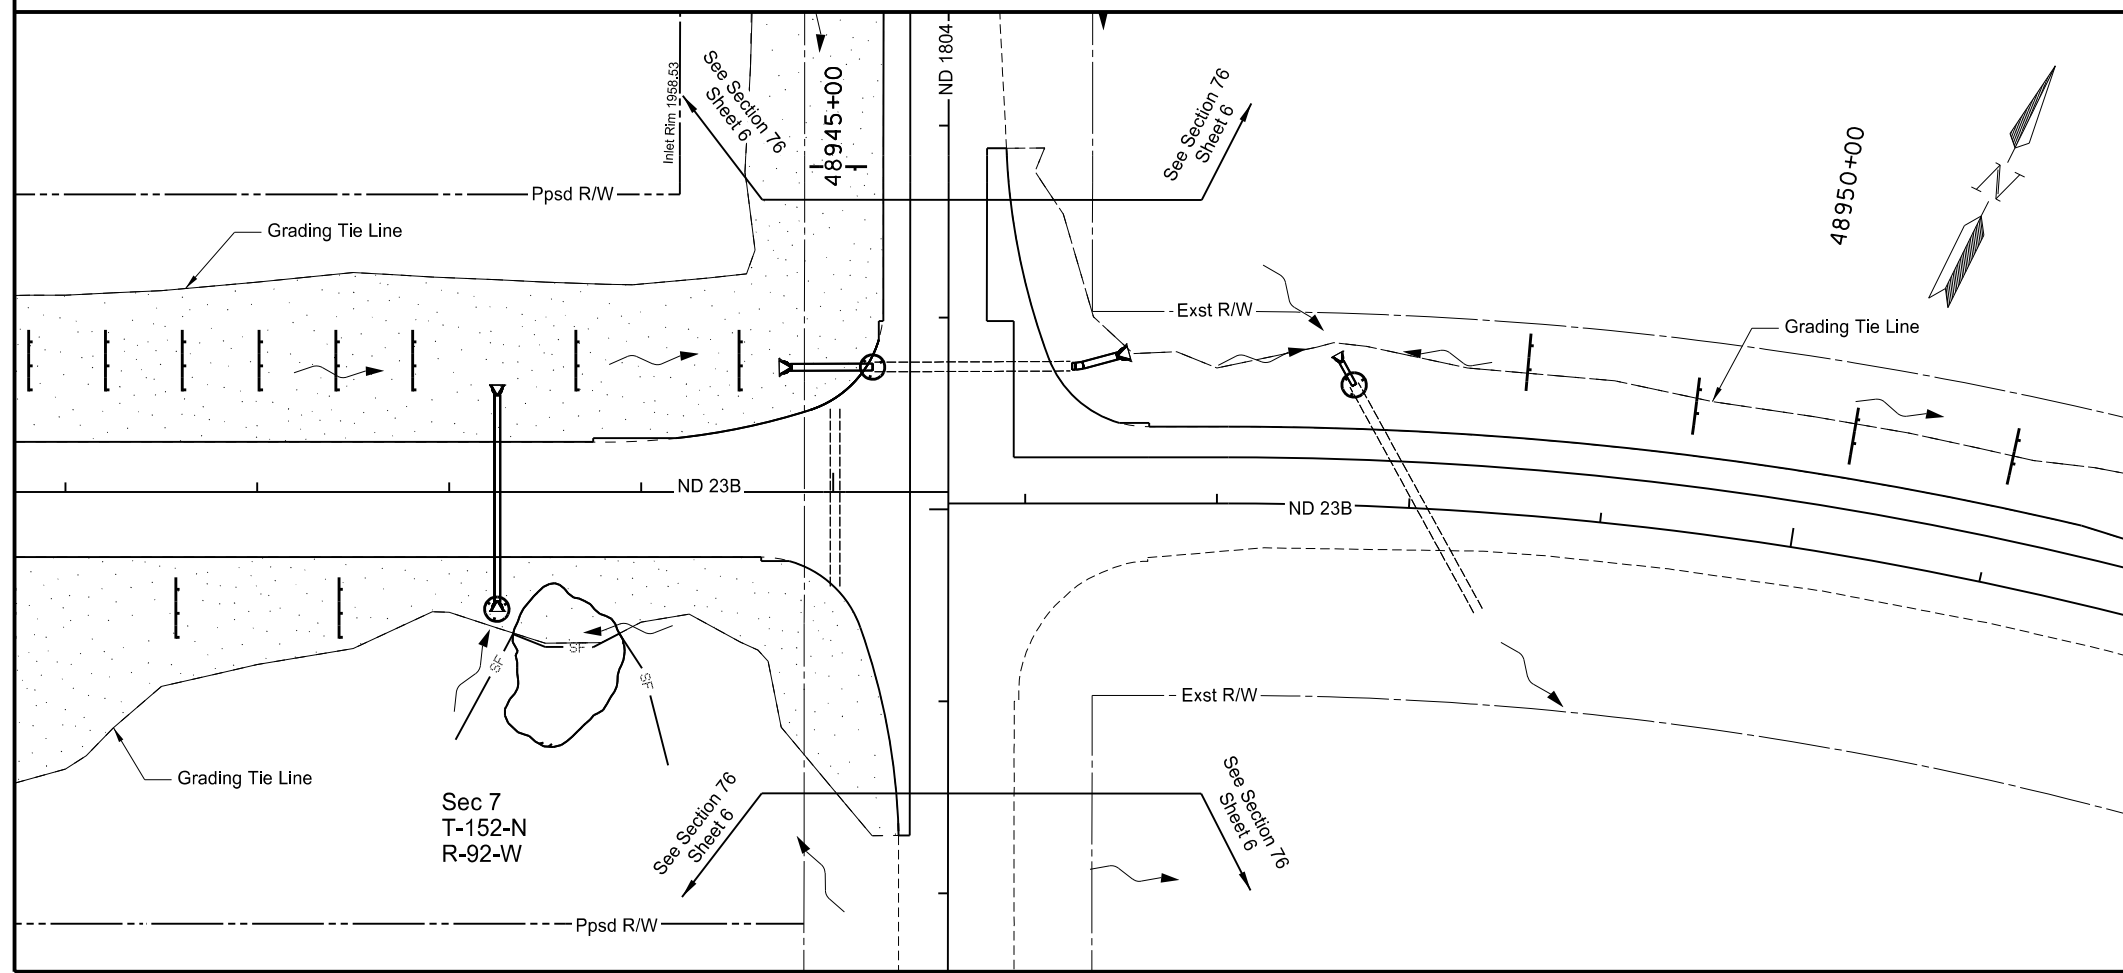 ND 1804
Inlet Rim 1958.53
See Section 76
Sheet 6
48945+00
See Section 76
Sheet 6
48950+00
N
Ppsd R/W
Grading Tie Line
Exst R/W
Grading Tie Line
ND 23B
ND 23B
SF
SF
SF
Exst R/W
Grading Tie Line
Sec 7
T-152-N
R-92-W
See Section 76
Sheet 6
See Section 76
Sheet 6
Ppsd R/W